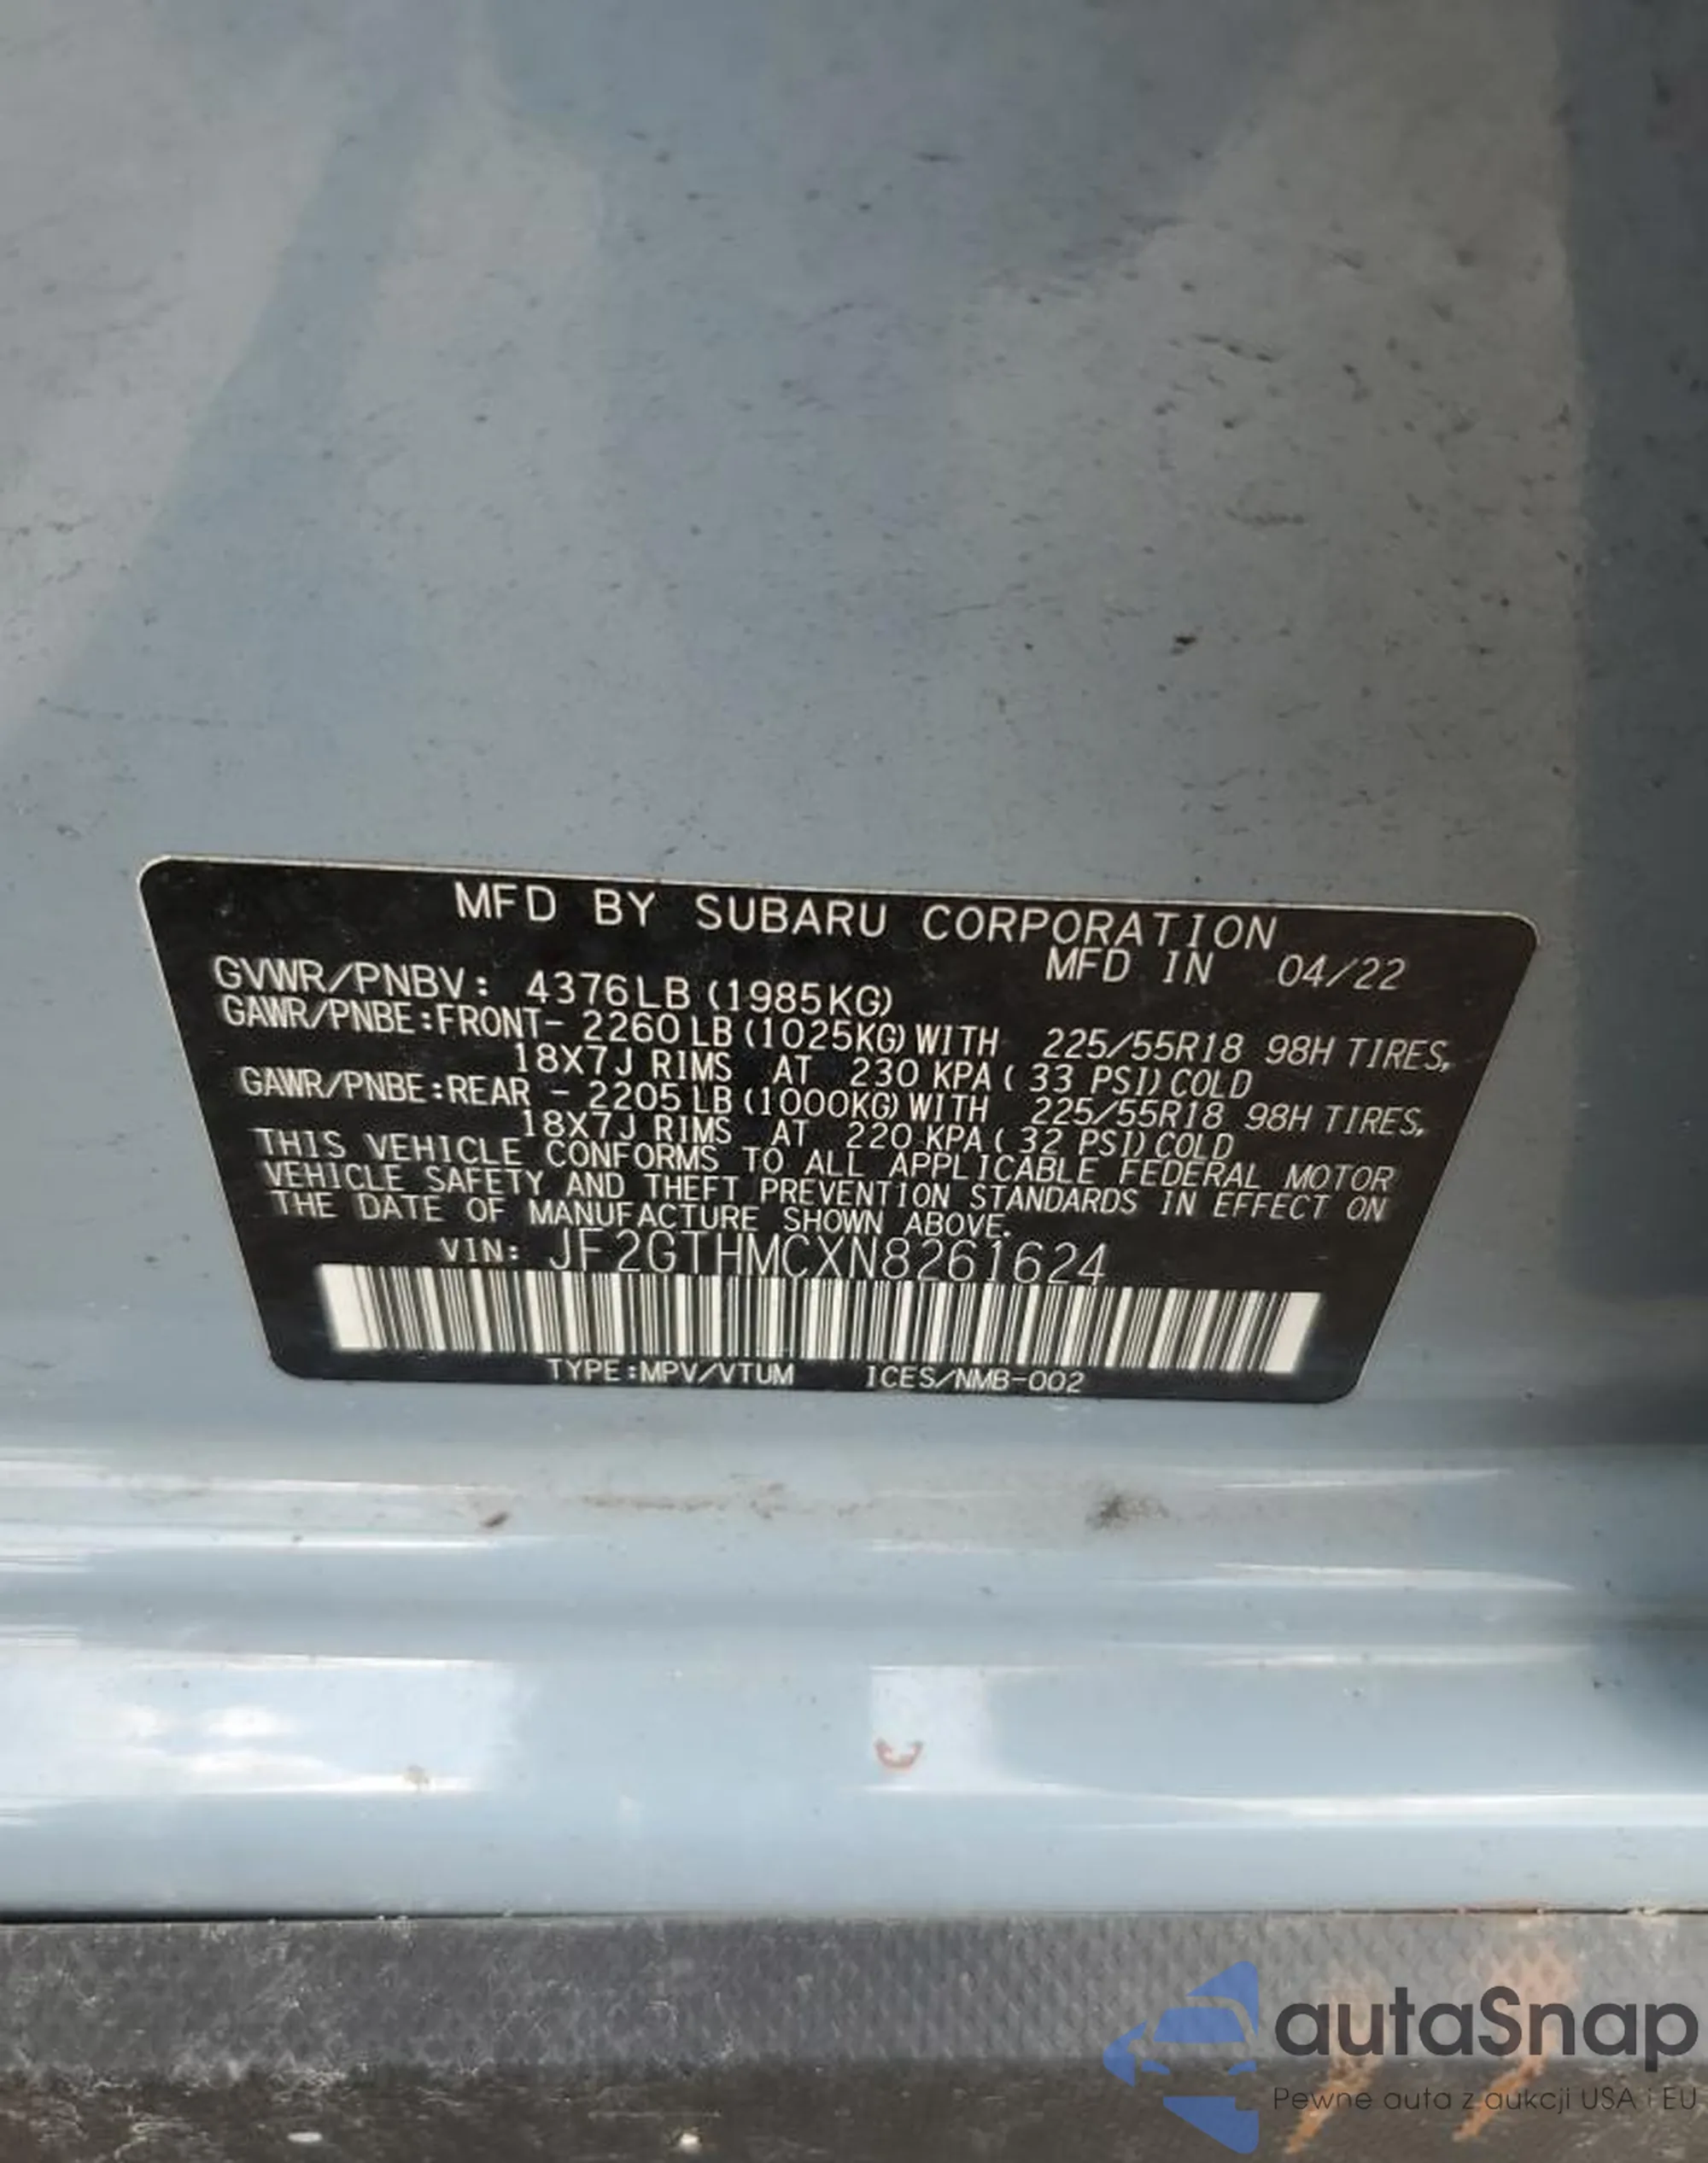 MFD BY SUBARU CORPORATION
MFD IN 04/22
GVWR/PNBV: 4376LB (1985KG)
GAWR/PNBE:FRONT- 2260 LB (1025KG) WITH 225/55R18 98H TIRES,
18X7J RIMS AT 230 KPA ( 33 PSI) COLD
GAWR/PNBE:REAR - 2205 LB (1000KG) WITH 225/55R18 98H TIRES,
18X7J RIMS AT 220 KPA ( 32 PSI) COLD
THIS VEHICLE CONFORMS TO ALL APPLICABLE FEDERAL MOTOR
VEHICLE SAFETY AND THEFT PREVENTION STANDARDS IN EFFECT ON
THE DATE OF MANUFACTURE SHOWN ABOVE.
VIN: JF2GTHMCXN8261624
TYPE:MPV/VTUM ICES/NMB-002
autaSnap
Pewne auta z aukcji USA i EU